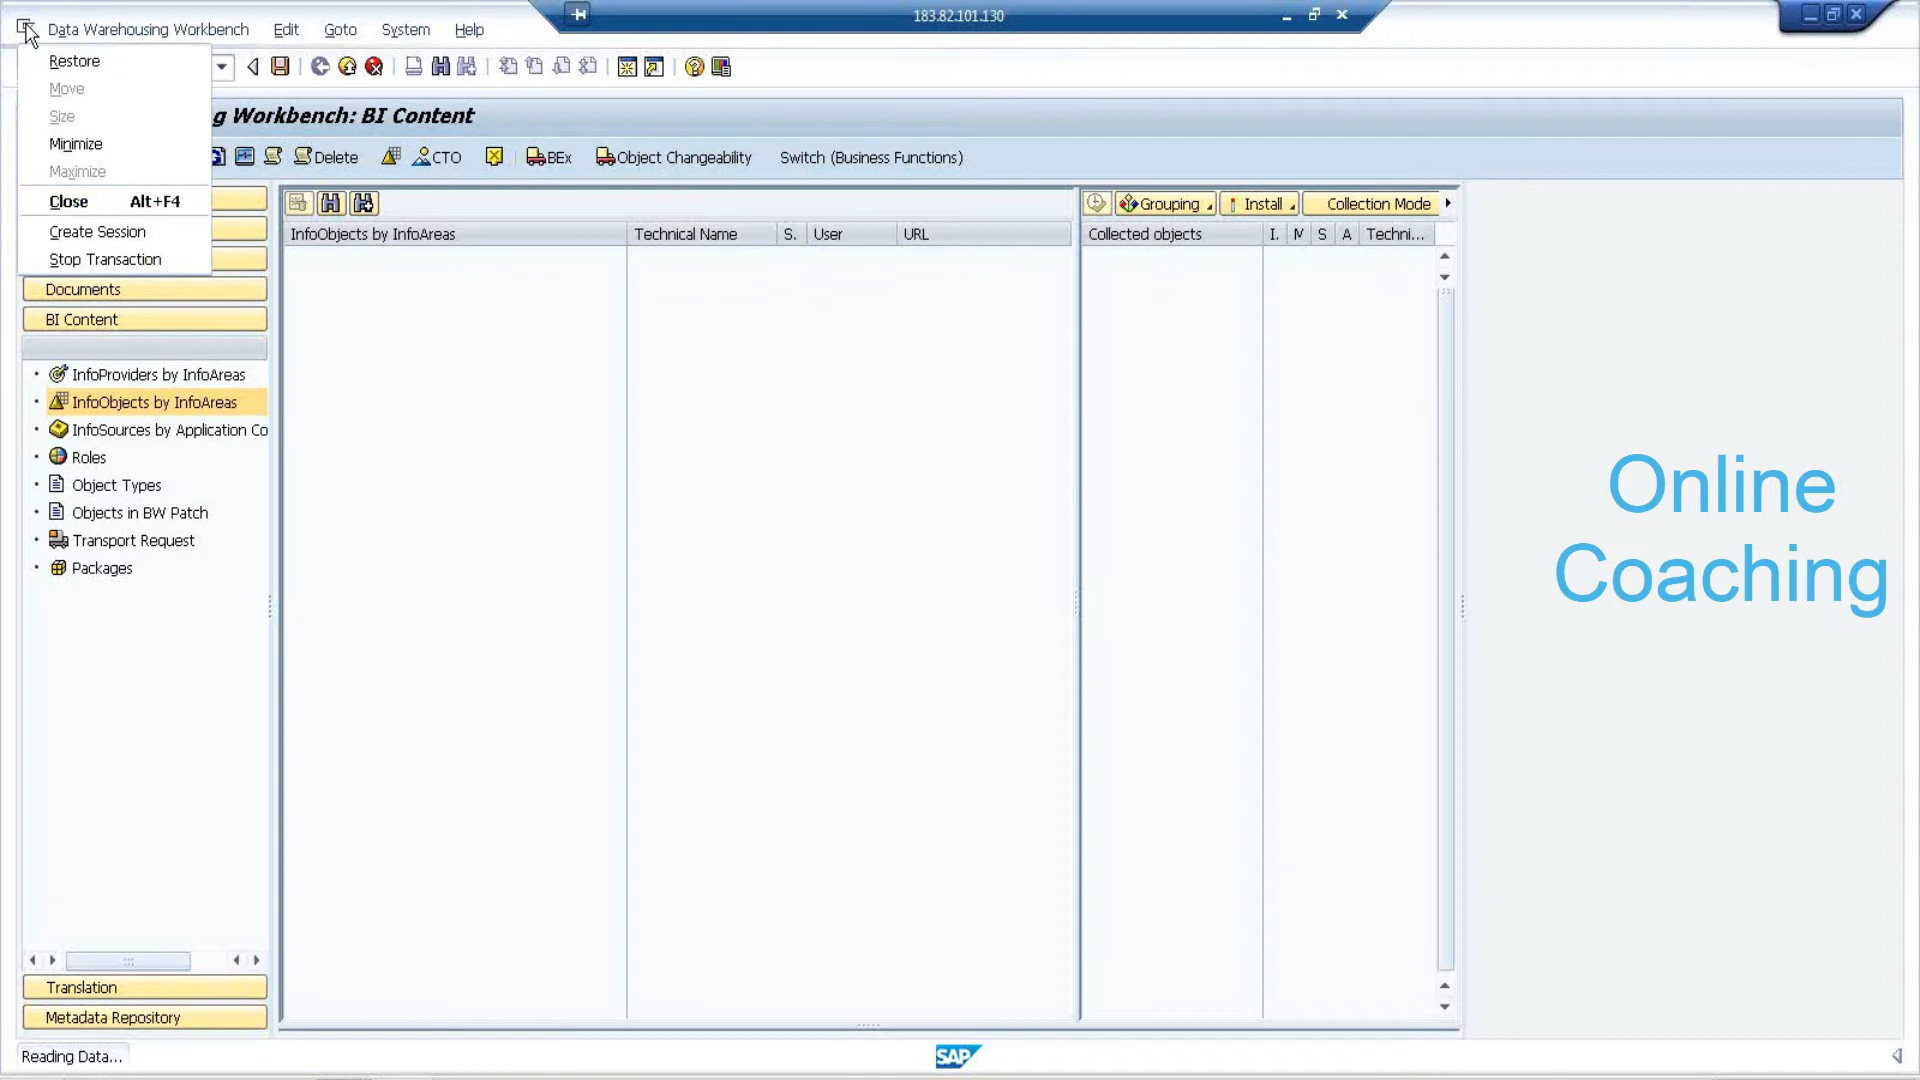 183.82.101.130
Data Warehousing Workbench Edit Goto System Help
Restore
Move
Size
Minimize
Maximize
Close Alt+F4
Create Session
Stop Transaction
g Workbench: BI Content
Delete CTO BEx Object Changeability Switch (Business Functions)
Grouping Install Collection Mode
InfoObjects by InfoAreas Technical Name S. User URL
Collected objects I. M S A Techni...
Documents
BI Content
InfoProviders by InfoAreas
InfoObjects by InfoAreas
InfoSources by Application Co
Roles
Object Types
Objects in BW Patch
Transport Request
Packages
Online
Coaching
Translation
Metadata Repository
Reading Data...
SAP